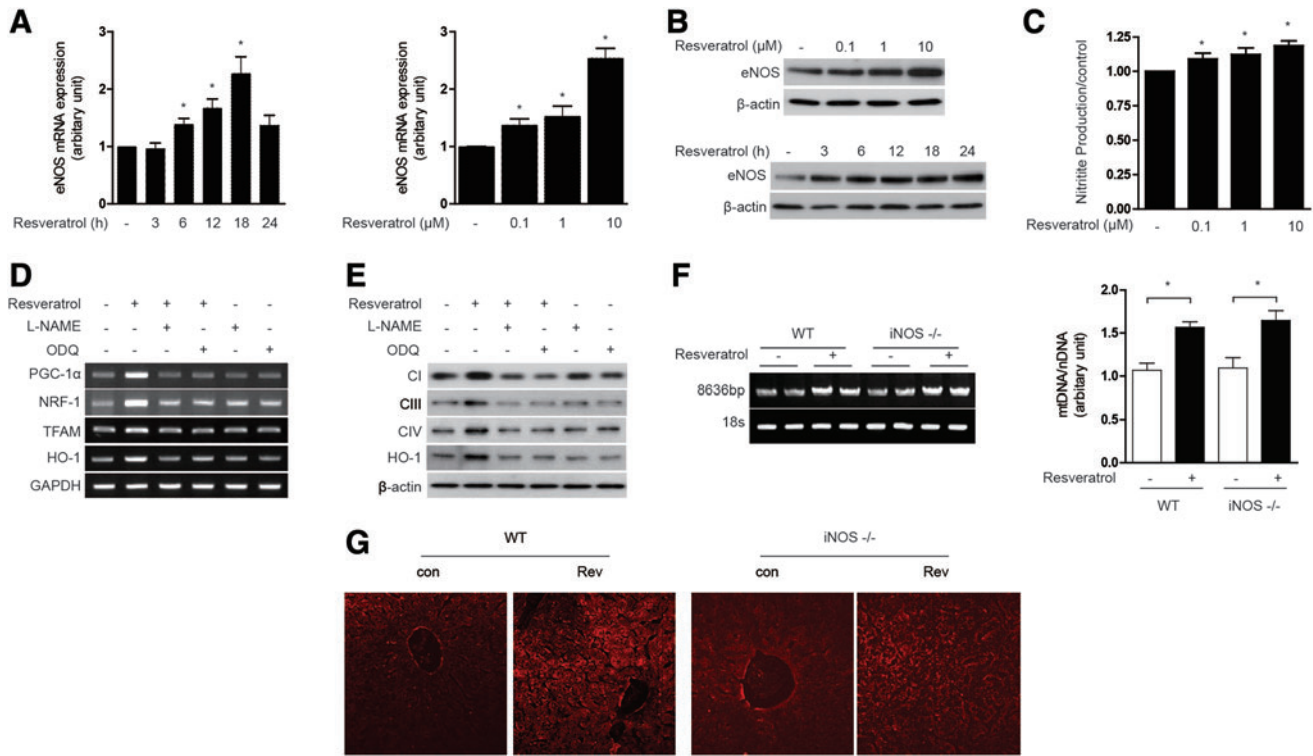 A
eNOS mRNA expression
(arbitary unit)
3
2
1
0
*
*
*
Resveratrol (h)
- 3 6 12 18 24
eNOS mRNA expression
(arbitary unit)
3
2
1
0
*
*
*
Resveratrol (μM)
- 0.1 1 10
B
Resveratrol (μM) - 0.1 1 10
eNOS
β-actin
Resveratrol (h) - 3 6 12 18 24
eNOS
β-actin
C
Nitritite Production/control
1.25
1.00
0.75
0.50
0.25
0.00
*
*
*
Resveratrol (μM)
- 0.1 1 10
D
Resveratrol - + + + - -
L-NAME - - + - + -
ODQ - - - + - +
PGC-1α
NRF-1
TFAM
HO-1
GAPDH
E
Resveratrol - + + + - -
L-NAME - - + - + -
ODQ - - - + - +
CI
CIII
CIV
HO-1
β-actin
F
WT iNOS -/-
Resveratrol - + - +
8636bp
18s
mtDNA/nDNA
(arbitary unit)
2.0
1.5
1.0
0.5
0.0
*
*
Resveratrol - + - +
WT iNOS -/-
G
WT iNOS -/-
con Rev con Rev